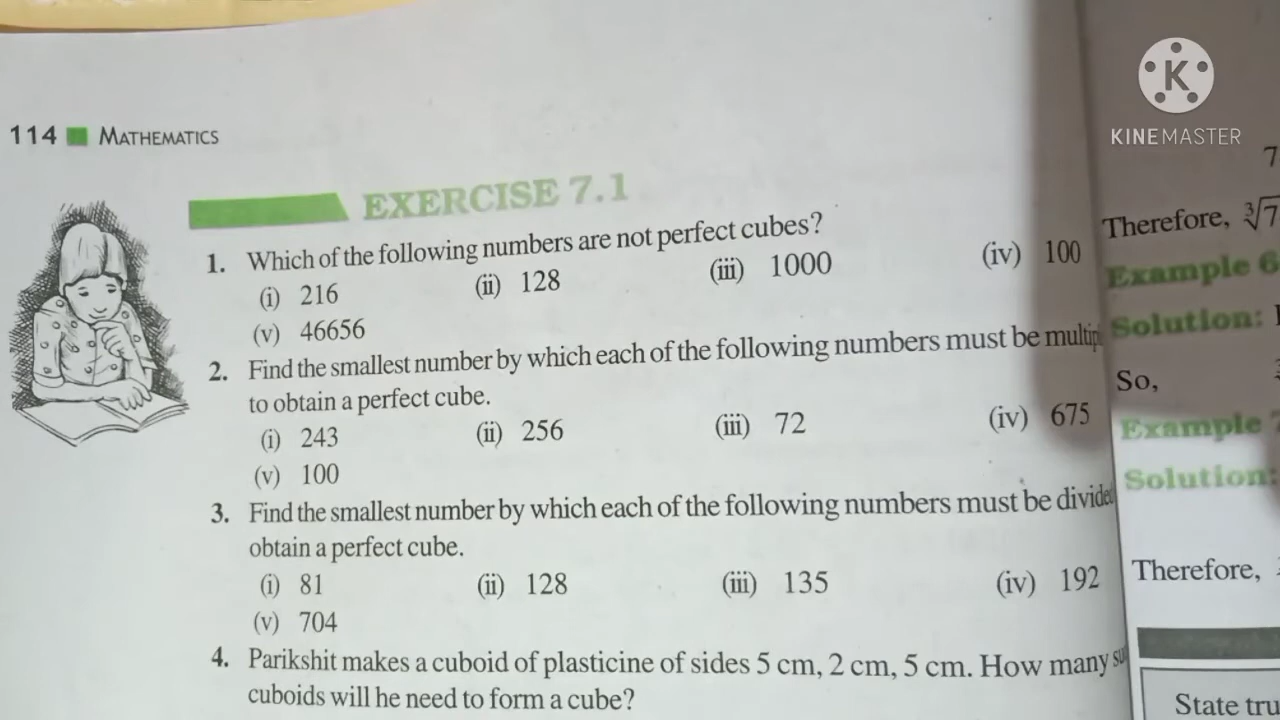 KINEMASTER
114 MATHEMATICS
EXERCISE 7.1
1. Which of the following numbers are not perfect cubes?
(i) 216 (ii) 128 (iii) 1000 (iv) 100
(v) 46656
2. Find the smallest number by which each of the following numbers must be
to obtain a perfect cube.
(i) 243 (ii) 256 (iii) 72 (iv) 675
(v) 100
3. Find the smallest number by which each of the following numbers must be
obtain a perfect cube.
(i) 81 (ii) 128 (iii) 135 (iv) 192
(v) 704
4. Parikshit makes a cuboid of plasticine of sides 5 cm, 2 cm, 5 cm. How many
cuboids will he need to form a cube?
7
Therefore, ∛7
Example 6
Solution:
So,
Example
Solution:
Therefore,
State